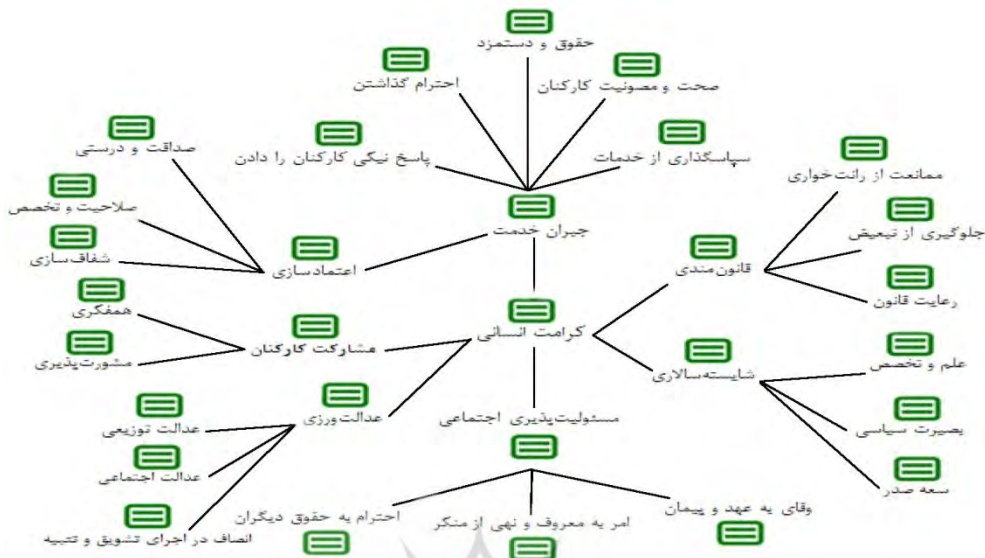 حقوق و دستمزد
احترام گذاشتن
صحت و مصونیت کارکنان
پاسخ نیکی کارکنان را دادن
سپاسگذاری از خدمات
صداقت و درستی
ممانعت از رانت‌خواری
صلاحیت و تخصص
جبران خدمت
جلوگیری از تبعیض
شفاف‌سازی
اعتمادسازی
قانون‌مندی
رعایت قانون
همفکری
کرامت انسانی
مشارکت کارکنان
مشورت‌پذیری
شایسته‌سالاری
علم و تخصص
عدالت توزیعی
عدالت‌ورزی
مسئولیت‌پذیری اجتماعی
بصیرت سیاسی
عدالت اجتماعی
سعه صدر
وقای به عهد و پیمان
احترام به حقوق دیگران
امر به معروف و نهی از منکر
انصاف در اجرای تشویق و تنبیه